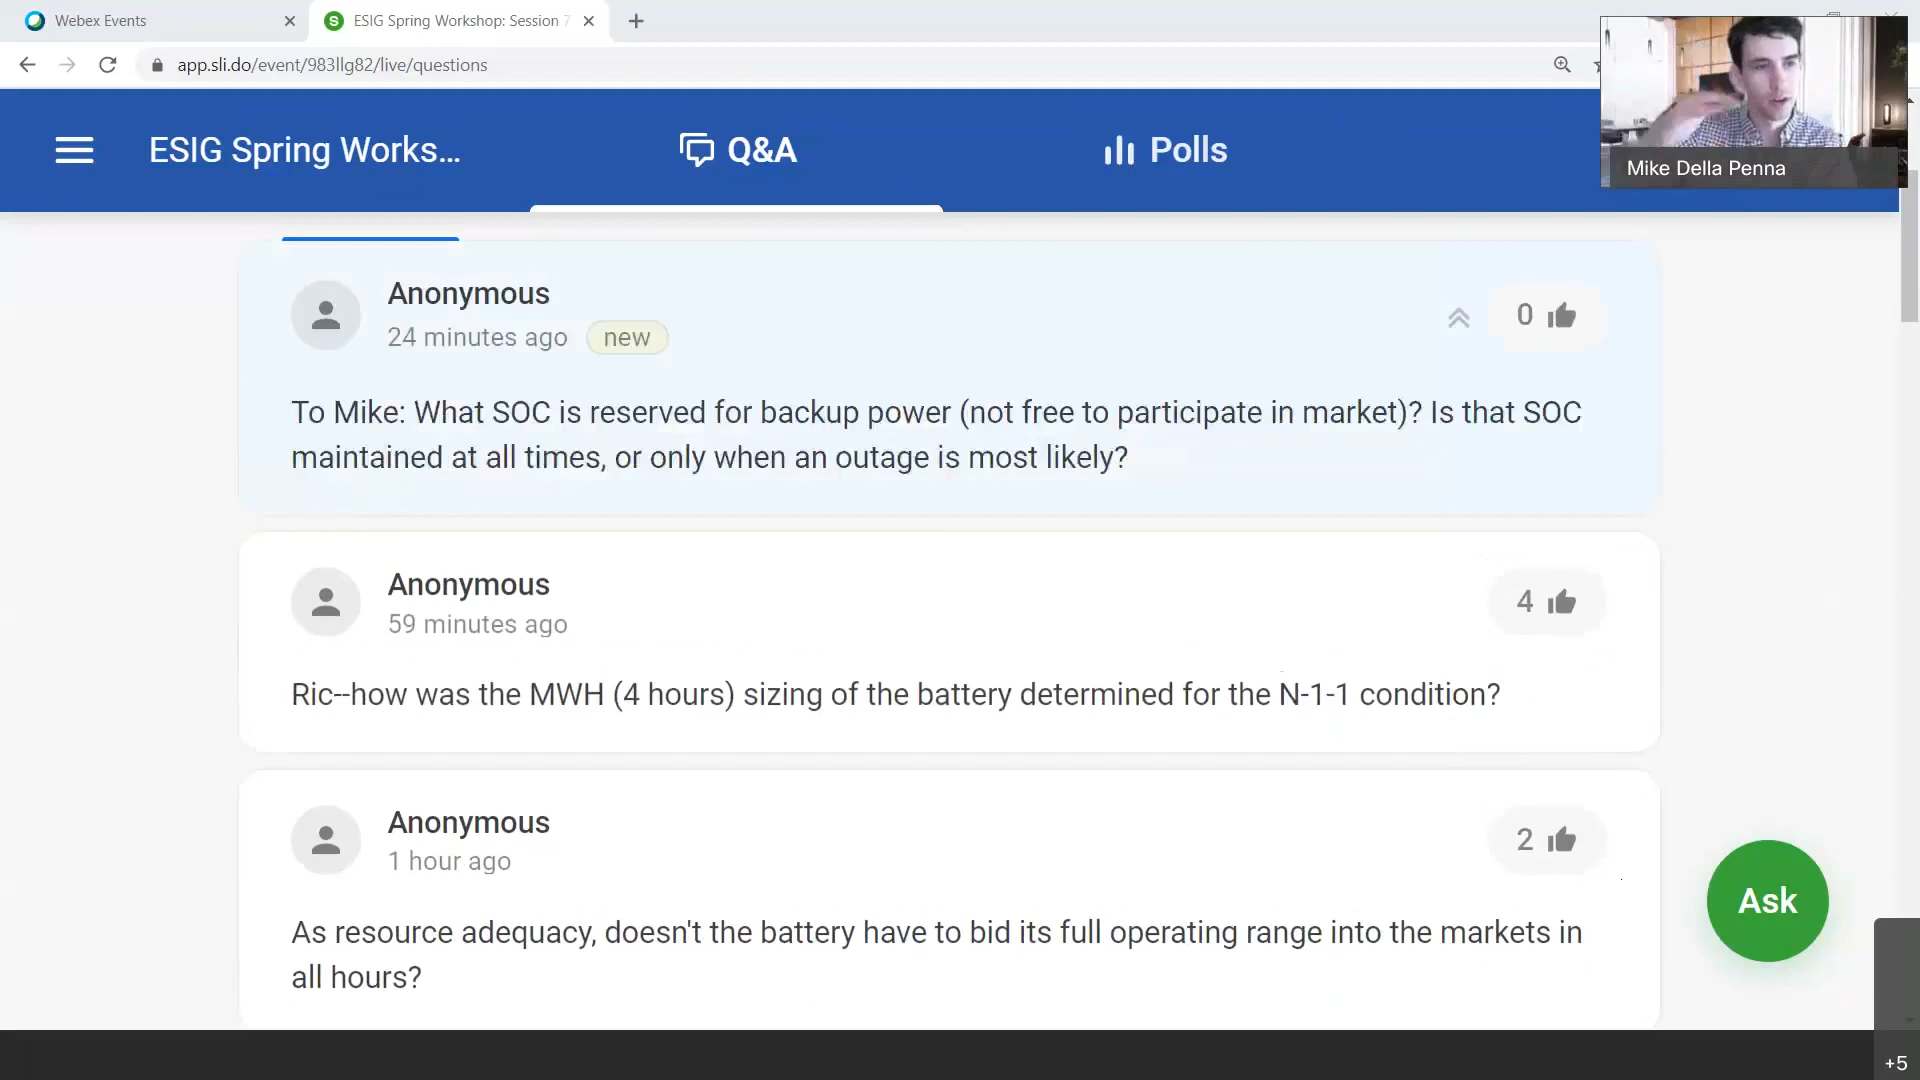 Webex Events
S ESIG Spring Workshop: Session 7
app.sli.do/event/983llg82/live/questions
ESIG Spring Works...
Q&A
Polls
Mike Della Penna
Anonymous
24 minutes ago new
0
To Mike: What SOC is reserved for backup power (not free to participate in market)? Is that SOC
maintained at all times, or only when an outage is most likely?
Anonymous
59 minutes ago
4
Ric--how was the MWH (4 hours) sizing of the battery determined for the N-1-1 condition?
Anonymous
1 hour ago
2
As resource adequacy, doesn't the battery have to bid its full operating range into the markets in
all hours?
Ask
+5